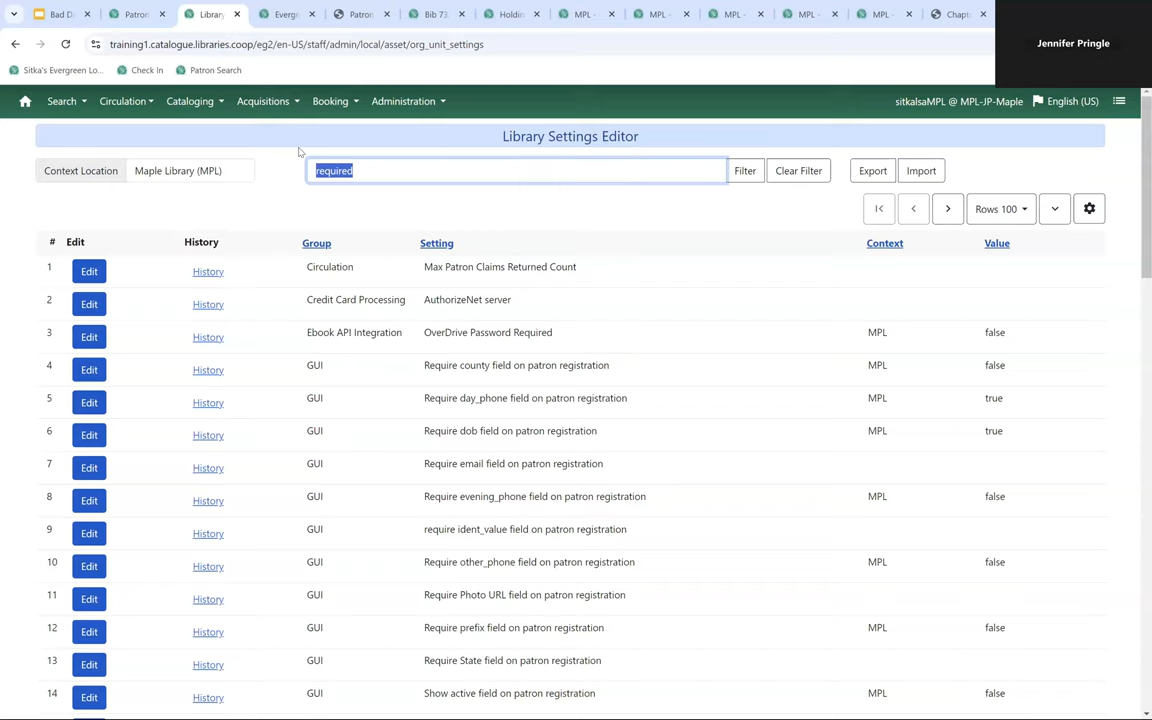 Bad D Patron Library Evergr Patron Bib 73 Holdin MPL - MPL - MPL - MPL - MPL - Chapt
training1.catalogue.libraries.coop/eg2/en-US/staff/admin/local/asset/org_unit_settings
Jennifer Pringle
Sitka's Evergreen Lo... Check In Patron Search
Search Circulation Cataloging Acquisitions Booking Administration sitkalsaMPL @ MPL-JP-Maple English (US)
Library Settings Editor
Context Location Maple Library (MPL) required Filter Clear Filter Export Import
Rows 100
# Edit History Group Setting Context Value
1 Edit History Circulation Max Patron Claims Returned Count
2 Edit History Credit Card Processing AuthorizeNet server
3 Edit History Ebook API Integration OverDrive Password Required MPL false
4 Edit History GUI Require county field on patron registration MPL false
5 Edit History GUI Require day_phone field on patron registration MPL true
6 Edit History GUI Require dob field on patron registration MPL true
7 Edit History GUI Require email field on patron registration
8 Edit History GUI Require evening_phone field on patron registration MPL false
9 Edit History GUI require ident_value field on patron registration
10 Edit History GUI Require other_phone field on patron registration MPL false
11 Edit History GUI Require Photo URL field on patron registration
12 Edit History GUI Require prefix field on patron registration MPL false
13 Edit History GUI Require State field on patron registration
14 Edit History GUI Show active field on patron registration MPL false